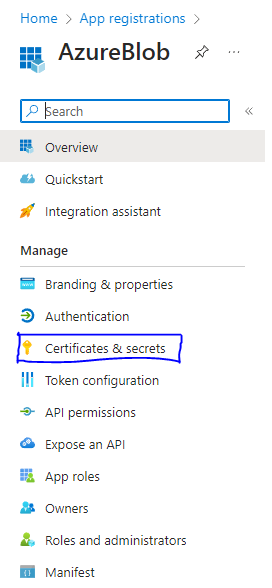 Home > App registrations >
AzureBlob
Search
Overview
Quickstart
Integration assistant
Manage
Branding & properties
Authentication
Certificates & secrets
Token configuration
API permissions
Expose an API
App roles
Owners
Roles and administrators
Manifest